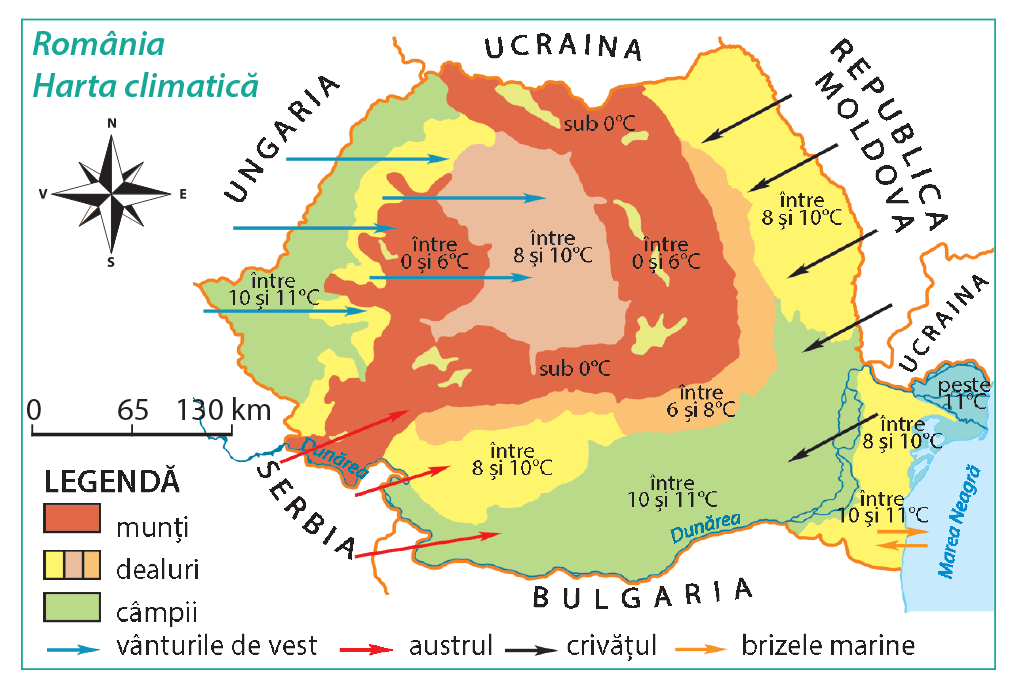 România
Harta climatică
UCRAINA
REPUBLICA
MOLDOVA
UNGARIA
N
V
E
S
sub 0°C
între
8 și 10°C
între
0 și 6°C
între
8 și 10°C
între
0 și 6°C
între
10 și 11°C
UCRAINA
sub 0°C
peste
11°C
între
6 și 8°C
0 65 130 km
între
8 și 10°C
Dunărea
între
8 și 10°C
SERBIA
între
10 și 11°C
între
10 și 11°C
Dunărea
Marea Neagră
BULGARIA
LEGENDĂ
munți
dealuri
câmpii
vânturile de vest
austrul
crivățul
brizele marine